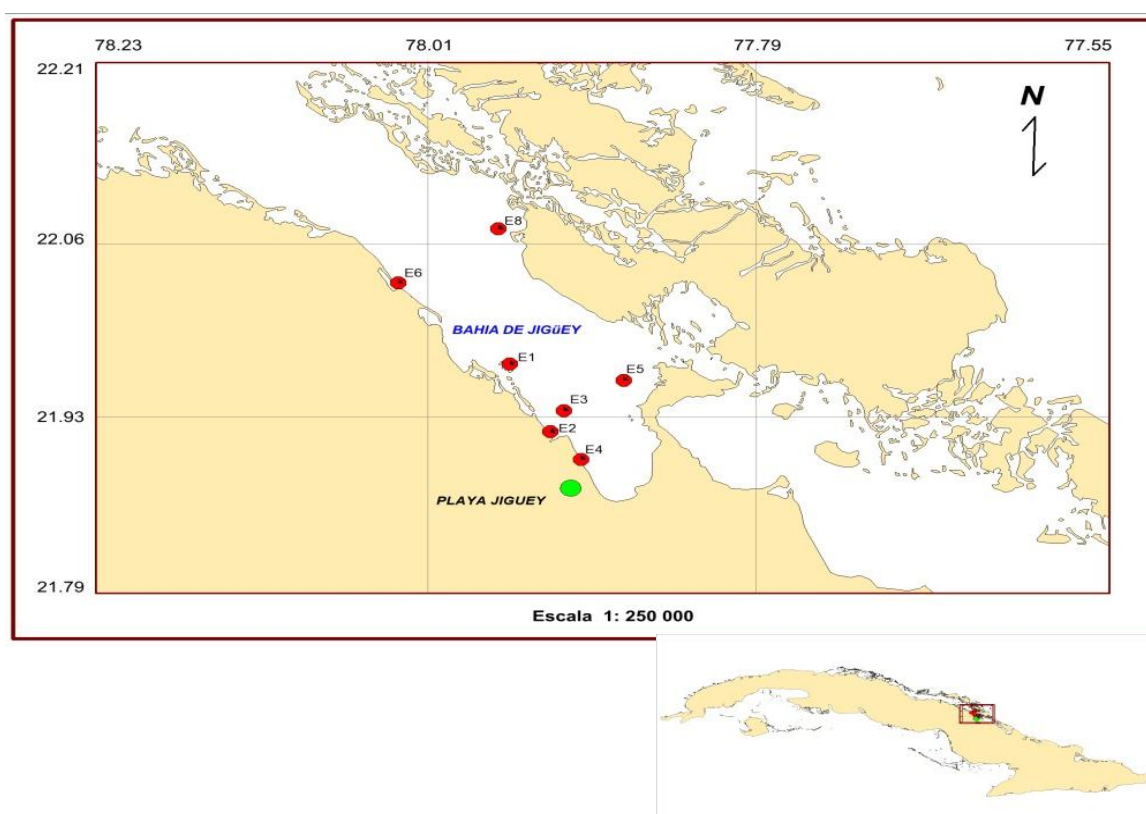 78.23 78.01 77.79 77.55
22.21
N
E8
22.06
E6
BAHIA DE JIGüEY
E1
E5
E3
21.93
E2
E4
PLAYA JIGUEY
21.79
Escala 1: 250 000